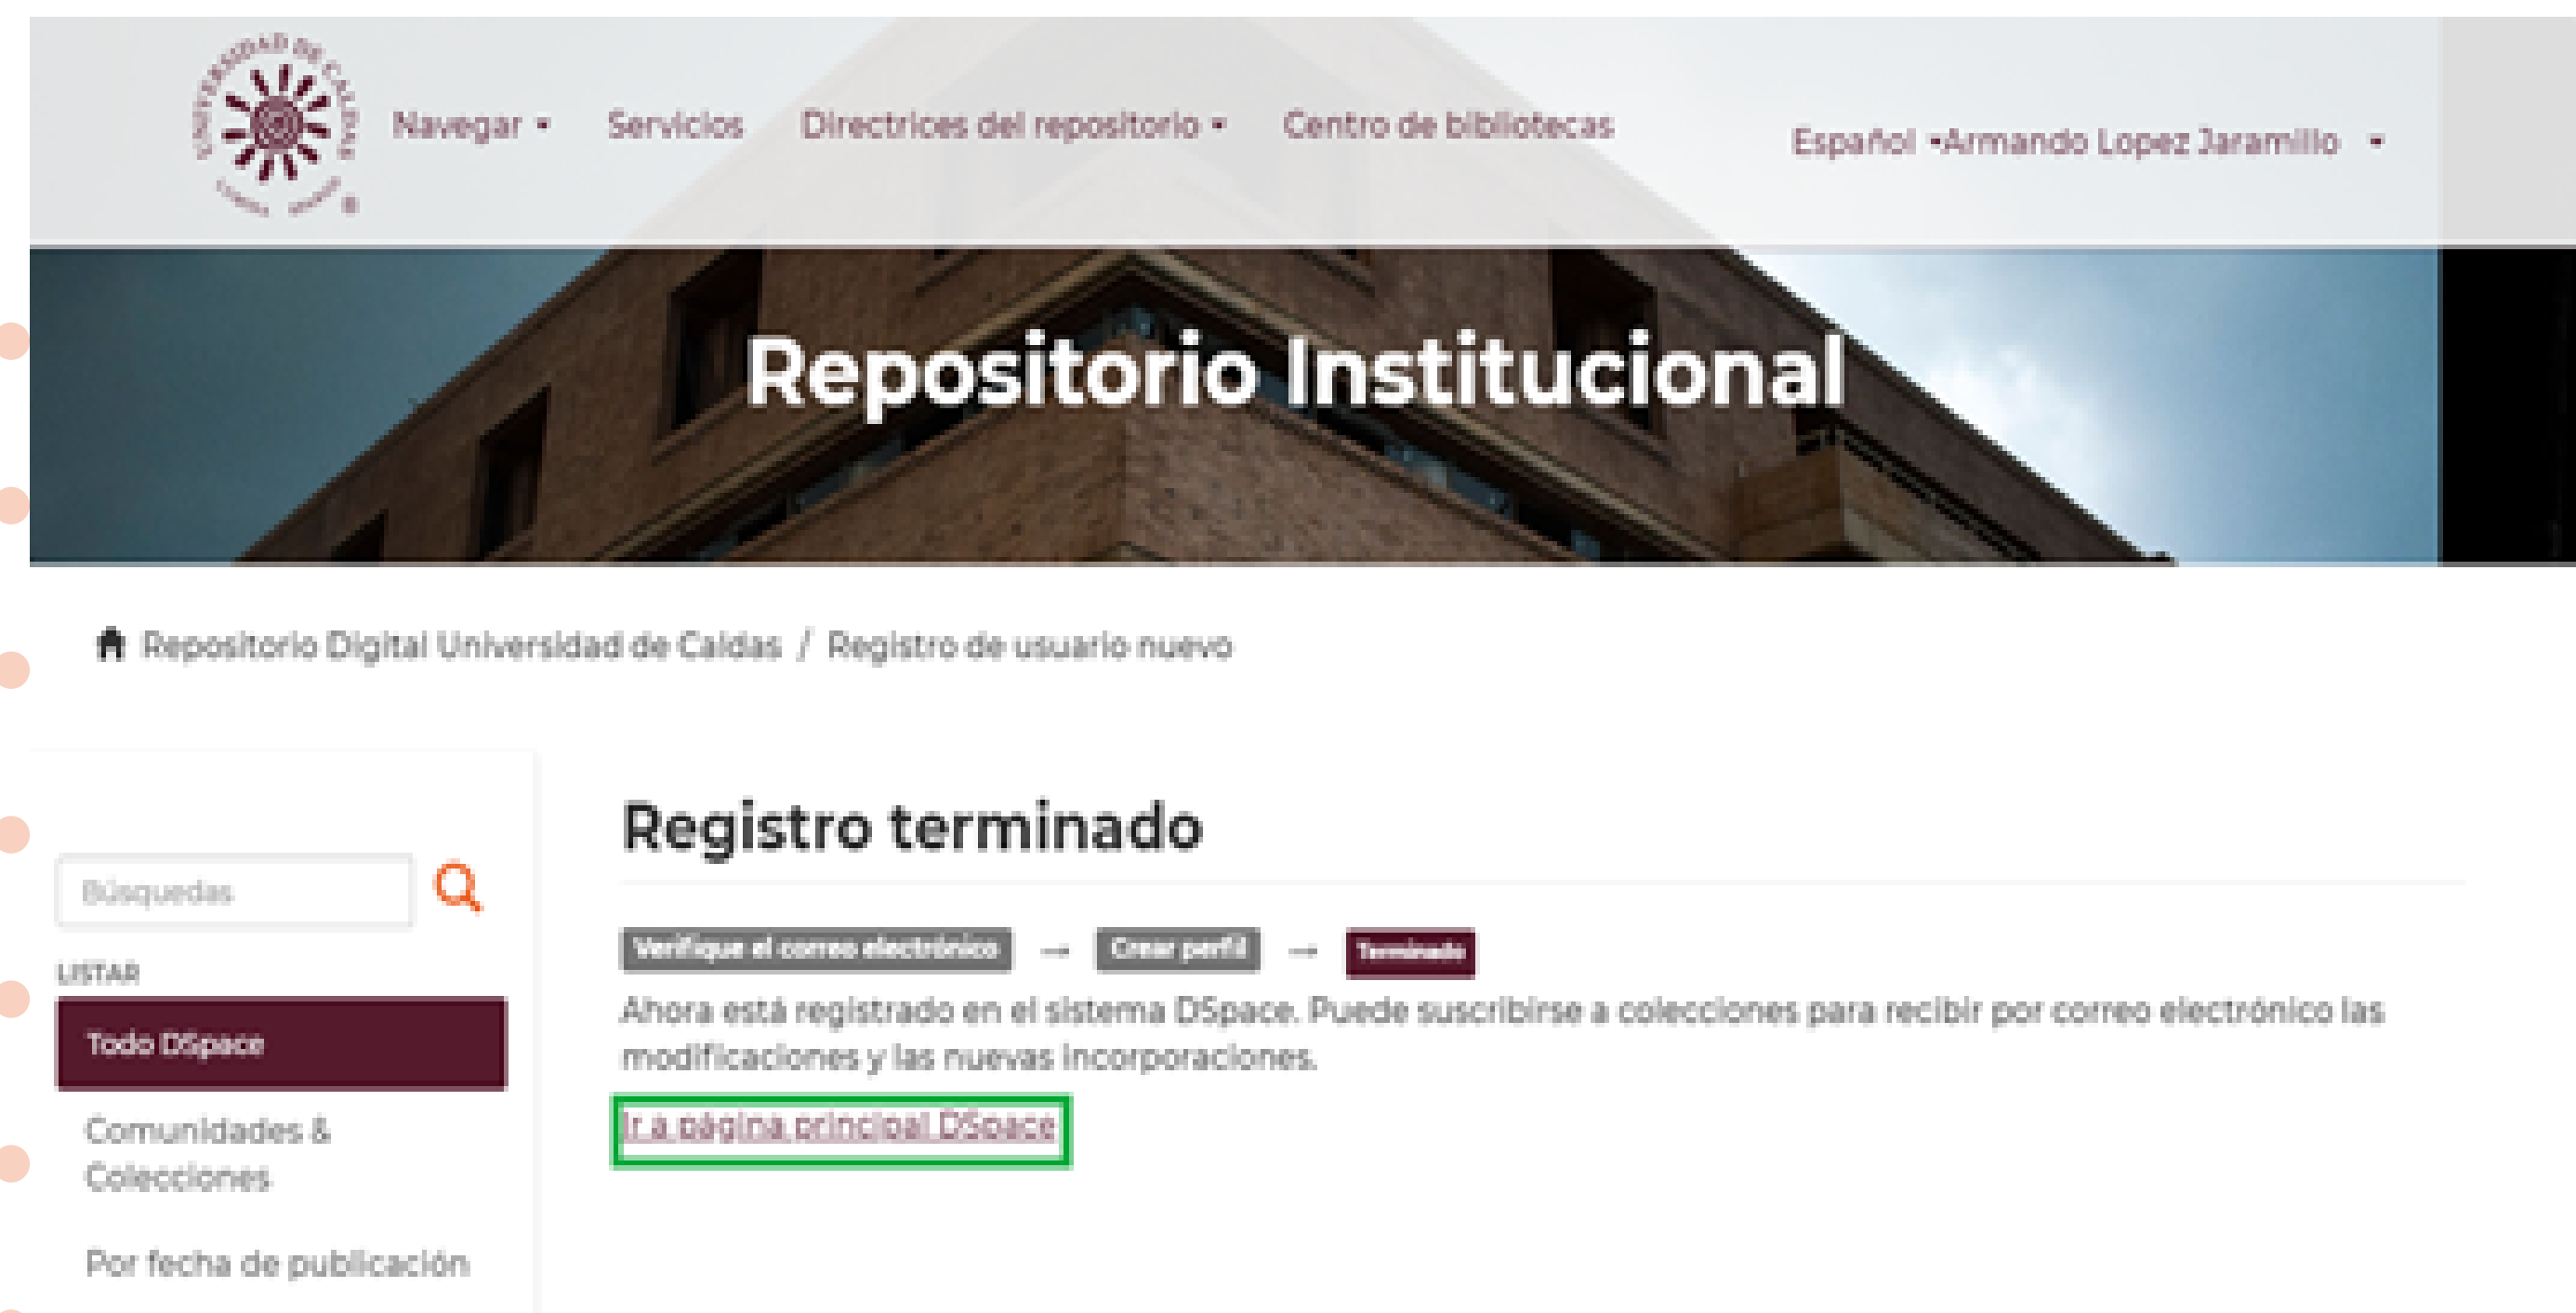 UNIVERSIDAD DE CALDAS
Navegar
Servicios
Directrices del repositorio
Centro de bibliotecas
Español
Armando Lopez Jaramillo
Repositorio Institucional
Repositorio Digital Universidad de Caldas / Registro de usuario nuevo
Búsquedas
LISTAR
Todo DSpace
Comunidades &
Colecciones
Por fecha de publicación
Registro terminado
Verifique el correo electrónico → Crear perfil → Terminado
Ahora está registrado en el sistema DSpace. Puede suscribirse a colecciones para recibir por correo electrónico las
modificaciones y las nuevas incorporaciones.
Ir a página principal DSpace